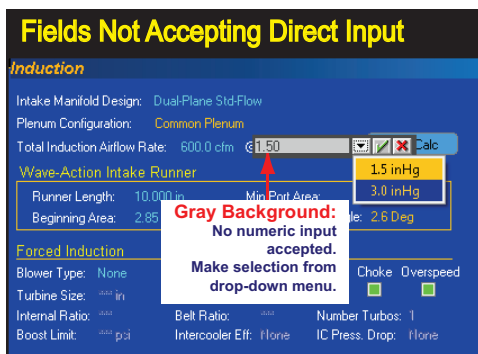 Fields Not Accepting Direct Input
Induction
Intake Manifold Design: Dual-Plane Std-Flow
Plenum Configuration: Common Plenum
Total Induction Airflow Rate: 600.0 cfm @ 1.50 Calc
1.5 inHg
3.0 inHg
Wave-Action Intake Runner
Runner Length: 10.000 in Min Port Area:
Beginning Area: 2.85 le: 2.6 Deg
Gray Background:
No numeric input
accepted.
Make selection from
drop-down menu.
Forced Induction
Blower Type: None Choke Overspeed
Turbine Size: *** in
Internal Ratio: *** Belt Ratio: *** Number Turbos: 1
Boost Limit: *** psi Intercooler Eff: None IC Press. Drop: None